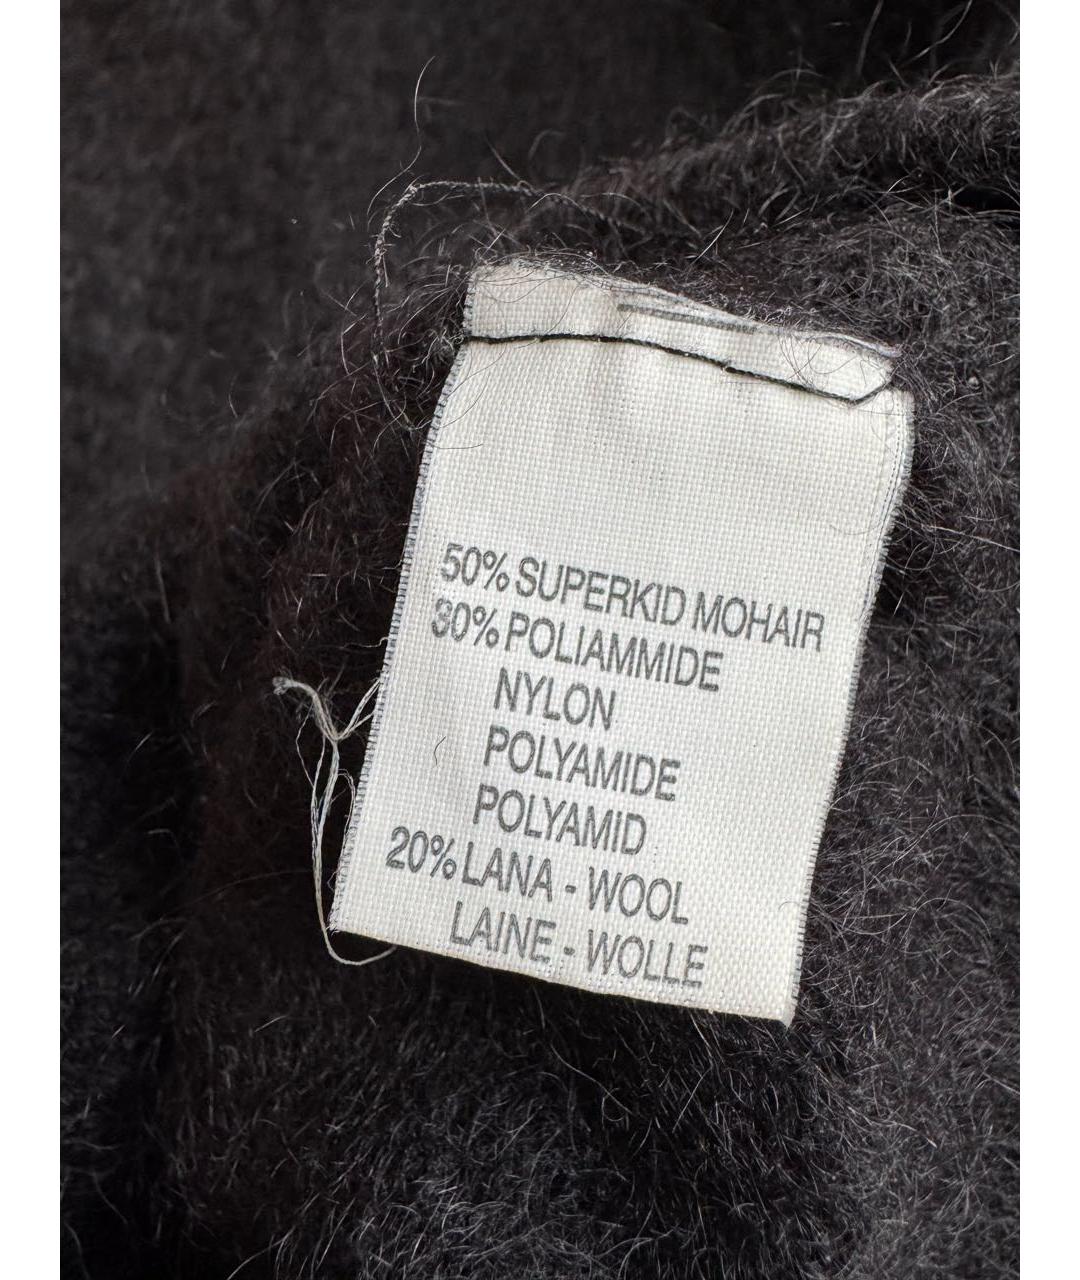 50% SUPERKID MOHAIR
30% POLIAMMIDE
NYLON
POLYAMIDE
POLYAMID
20% LANA - WOOL
LAINE - WOLLE